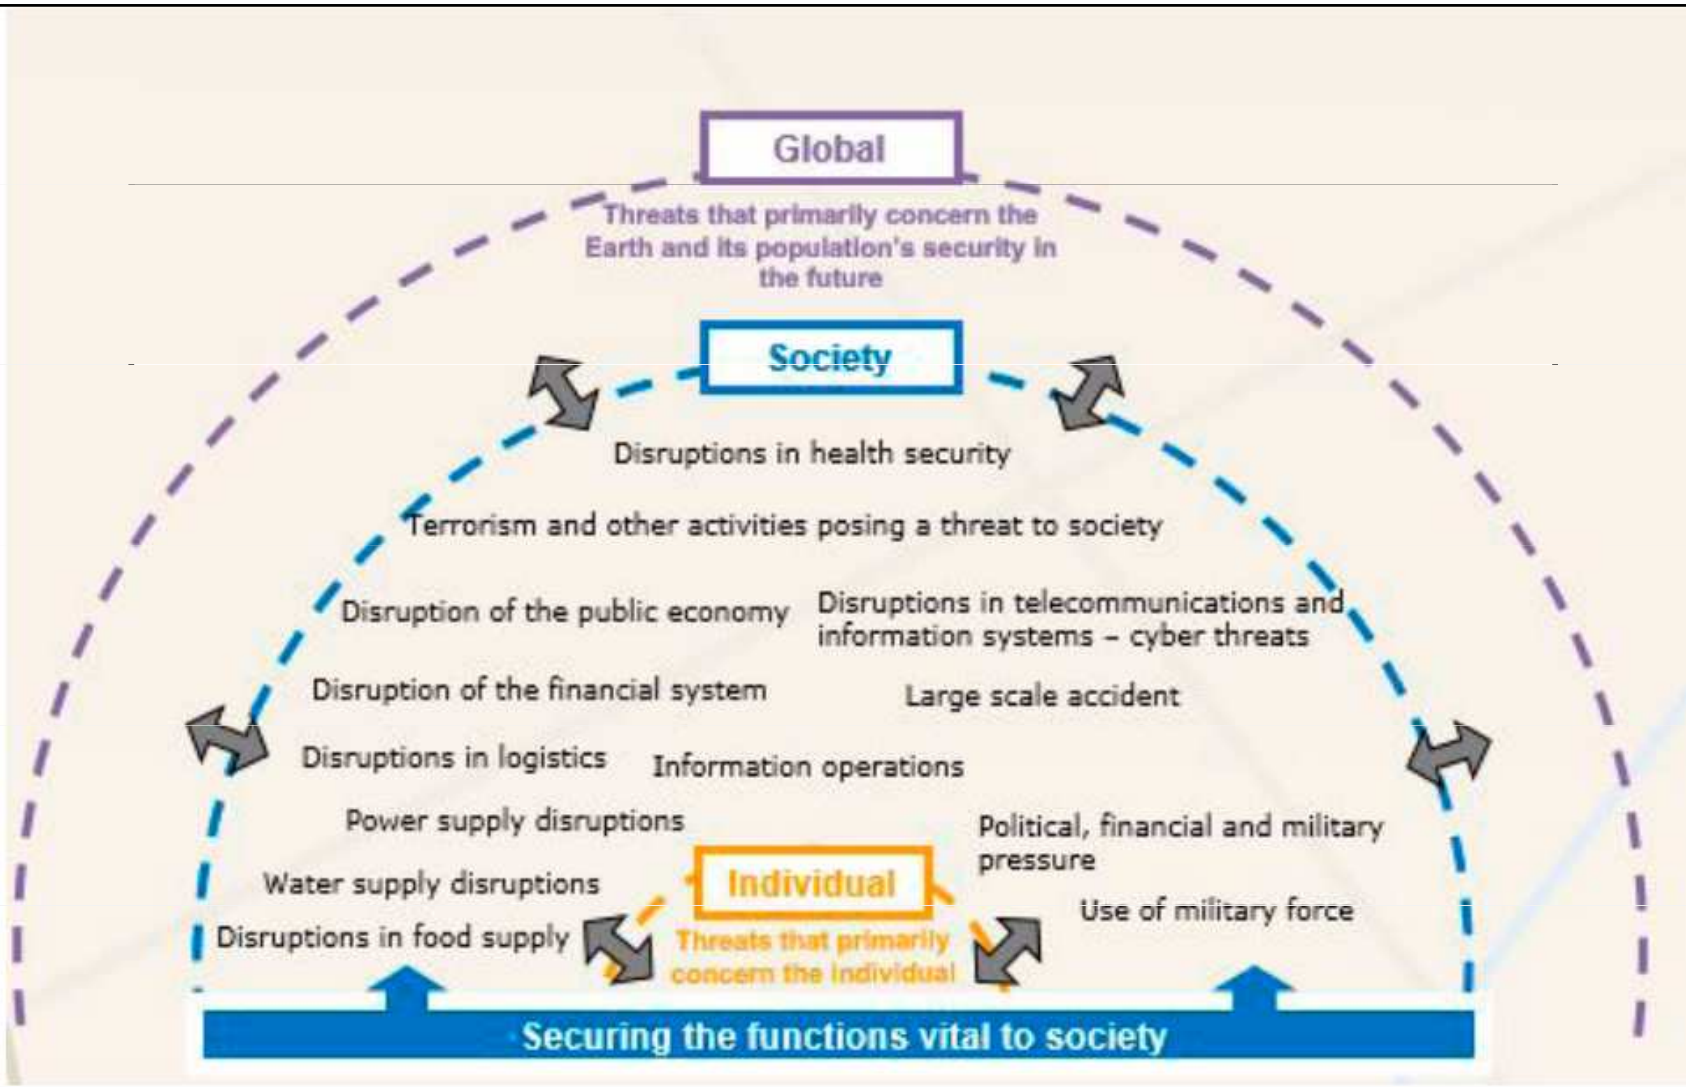 Global
Threats that primarily concern the
Earth and its population's security in
the future
Society
Disruptions in health security
Terrorism and other activities posing a threat to society
Disruption of the public economy
Disruptions in telecommunications and
information systems – cyber threats
Disruption of the financial system
Large scale accident
Disruptions in logistics
Information operations
Power supply disruptions
Political, financial and military
pressure
Water supply disruptions
Individual
Use of military force
Disruptions in food supply
Threats that primarily
concern the individual
Securing the functions vital to society